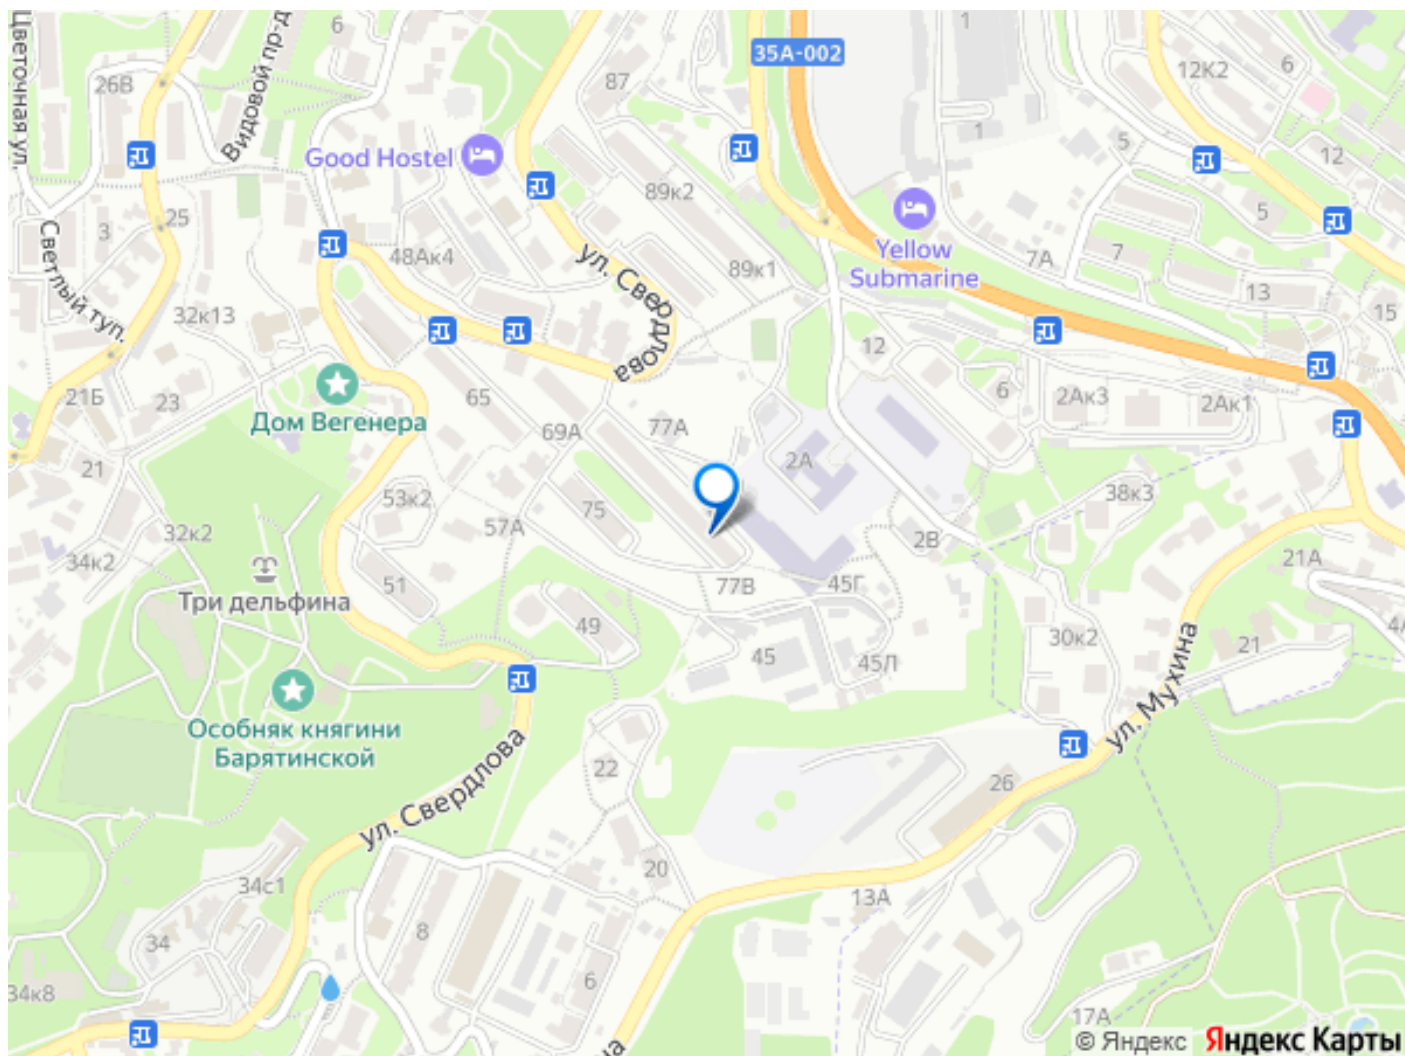 Цветочная ул.
6
Видовой пр-д
26В
87
35А-002
1
12К2
6
1
5
12
Good Hostel
89к2
5
3
25
Светлый туп.
48Ак4
ул. Свердлова
89к1
Yellow
Submarine
7А
7
13
15
32к13
12
6
2Ак3
2Ак1
21Б
23
Дом Вегенера
65
69А
77А
21
2А
53к2
57А
75
38к3
32к2
34к2
2В
21А
51
77В
45Г
Три дельфина
49
30к2
4А
45
45Л
21
ул. Мухина
Особняк княгини
Барятинской
ул. Свердлова
22
26
20
34с1
13А
8
34
6
34к8
17А
на
© Яндекс
Яндекс Карты